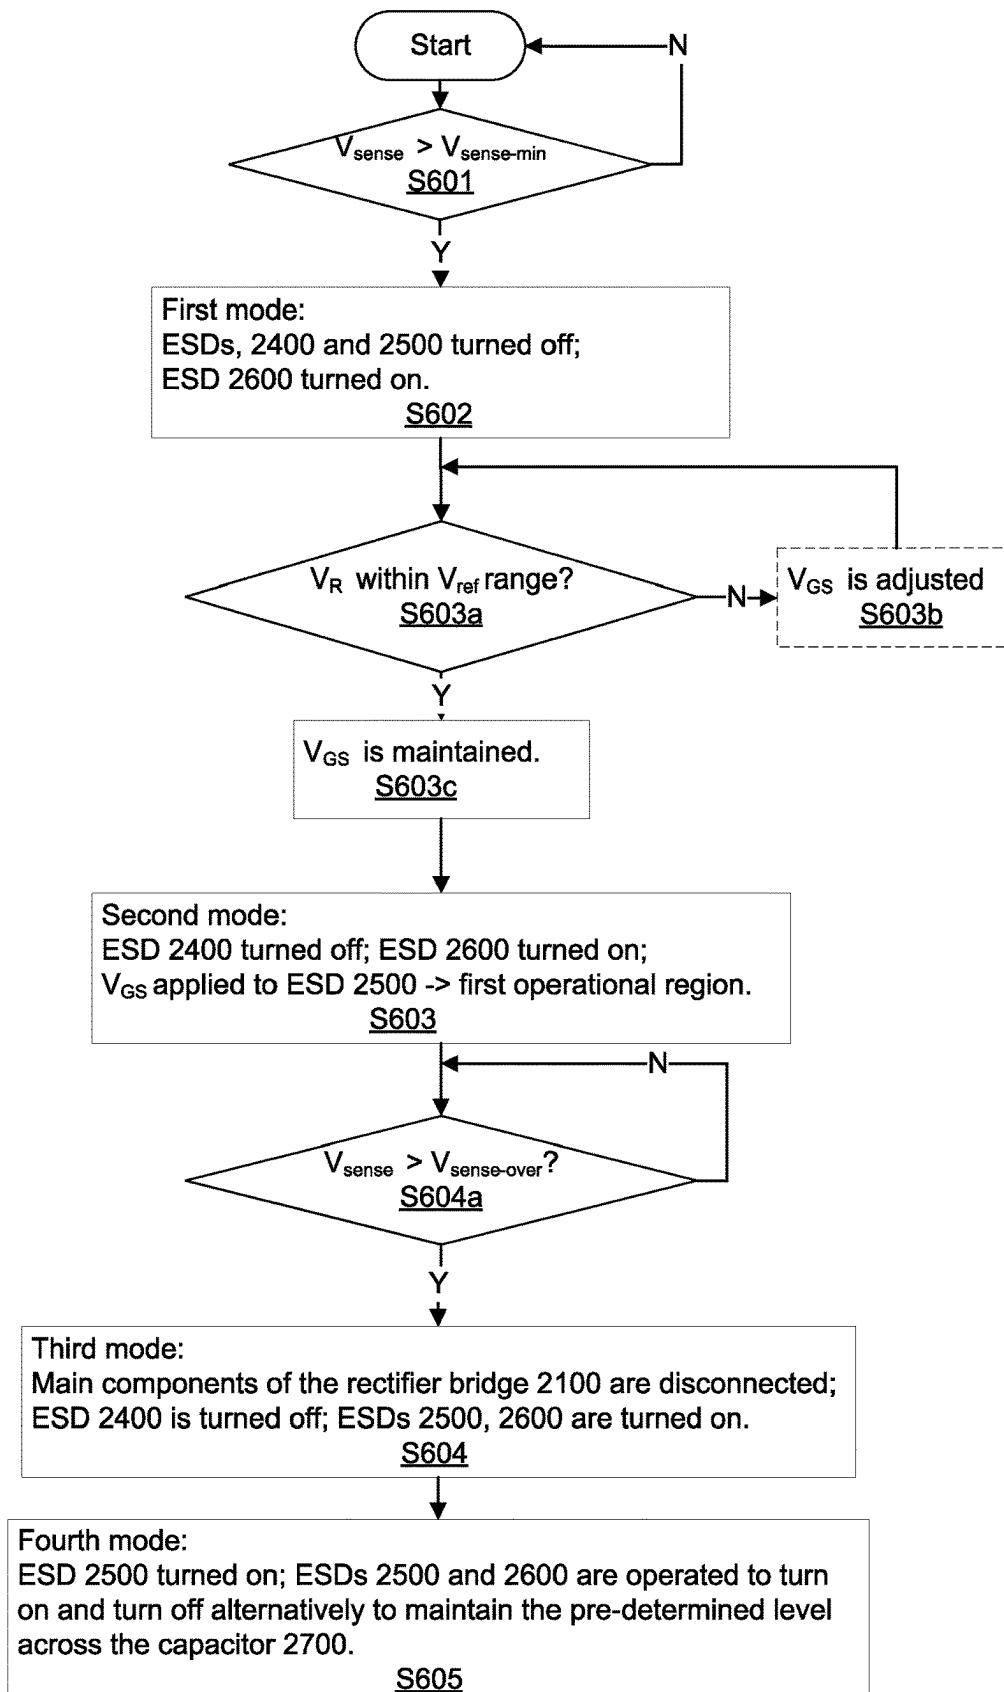 Start
N
Vsense > Vsense-min
S601
Y
First mode:
ESDs, 2400 and 2500 turned off;
ESD 2600 turned on.
S602
VR within Vref range?
S603a
N
VGS is adjusted
S603b
Y
VGS is maintained.
S603c
Second mode:
ESD 2400 turned off; ESD 2600 turned on;
VGS applied to ESD 2500 -> first operational region.
S603
N
Vsense > Vsense-over?
S604a
Y
Third mode:
Main components of the rectifier bridge 2100 are disconnected;
ESD 2400 is turned off; ESDs 2500, 2600 are turned on.
S604
Fourth mode:
ESD 2500 turned on; ESDs 2500 and 2600 are operated to turn
on and turn off alternatively to maintain the pre-determined level
across the capacitor 2700.
S605